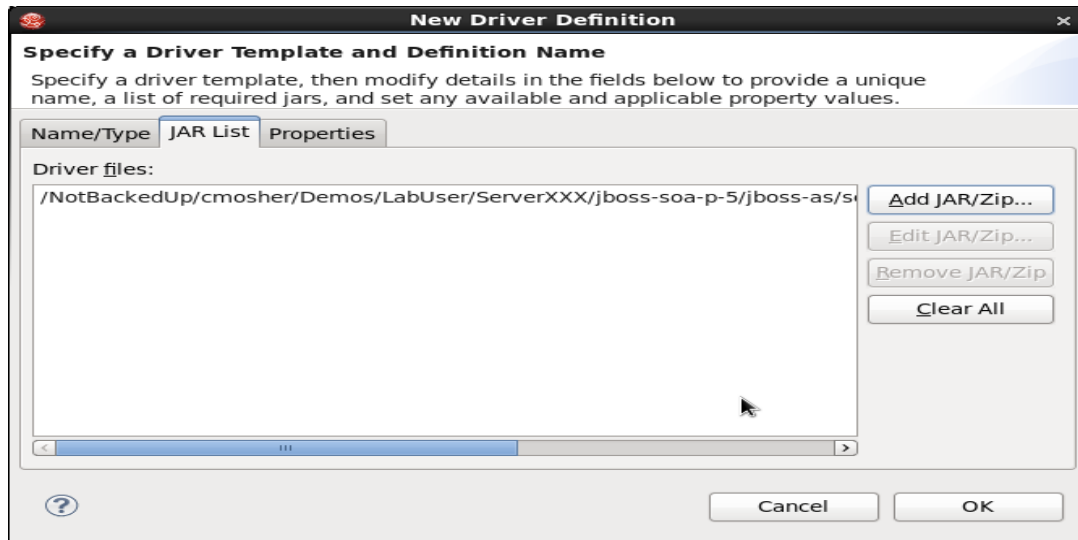 New Driver Definition
Specify a Driver Template and Definition Name
Specify a driver template, then modify details in the fields below to provide a unique
name, a list of required jars, and set any available and applicable property values.
Name/Type JAR List Properties
Driver files:
/NotBackedUp/cmosher/Demos/LabUser/ServerXXX/jboss-soa-p-5/jboss-as/s
Add JAR/Zip...
Edit JAR/Zip...
Remove JAR/Zip
Clear All
Cancel OK